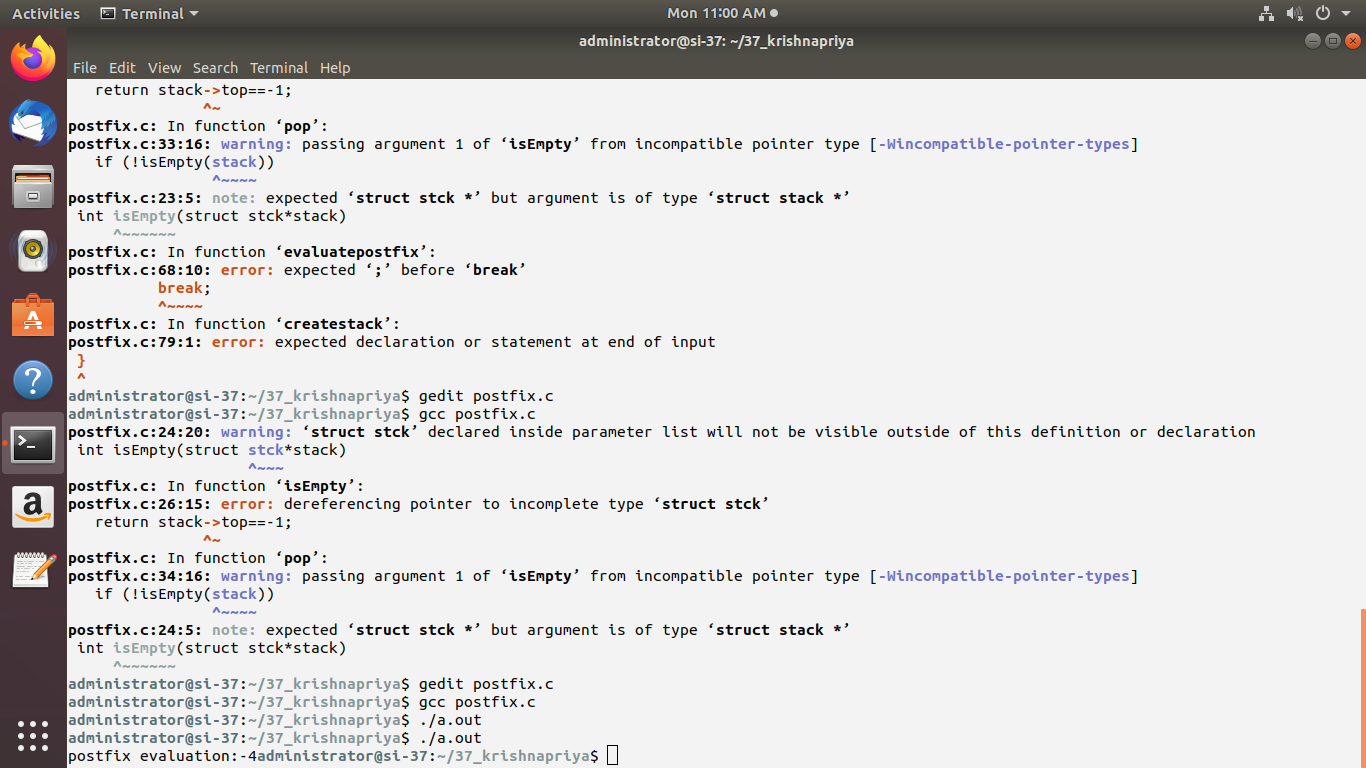 Activities Terminal Mon 11:00 AM
administrator@si-37: ~/37_krishnapriya
File Edit View Search Terminal Help
   return stack->top==-1;
               ^~
postfix.c: In function ‘pop’:
postfix.c:33:16: warning: passing argument 1 of ‘isEmpty’ from incompatible pointer type [-Wincompatible-pointer-types]
   if (!isEmpty(stack))
                ^~~~~
postfix.c:23:5: note: expected ‘struct stck *’ but argument is of type ‘struct stack *’
 int isEmpty(struct stck*stack)
     ^~~~~~~
postfix.c: In function ‘evaluatepostfix’:
postfix.c:68:10: error: expected ‘;’ before ‘break’
          break;
          ^~~~~
postfix.c: In function ‘createstack’:
postfix.c:79:1: error: expected declaration or statement at end of input
 }
 ^
administrator@si-37:~/37_krishnapriya$ gedit postfix.c
administrator@si-37:~/37_krishnapriya$ gcc postfix.c
postfix.c:24:20: warning: ‘struct stck’ declared inside parameter list will not be visible outside of this definition or declaration
 int isEmpty(struct stck*stack)
                    ^~~~
postfix.c: In function ‘isEmpty’:
postfix.c:26:15: error: dereferencing pointer to incomplete type ‘struct stck’
   return stack->top==-1;
               ^~
postfix.c: In function ‘pop’:
postfix.c:34:16: warning: passing argument 1 of ‘isEmpty’ from incompatible pointer type [-Wincompatible-pointer-types]
   if (!isEmpty(stack))
                ^~~~~
postfix.c:24:5: note: expected ‘struct stck *’ but argument is of type ‘struct stack *’
 int isEmpty(struct stck*stack)
     ^~~~~~~
administrator@si-37:~/37_krishnapriya$ gedit postfix.c
administrator@si-37:~/37_krishnapriya$ gcc postfix.c
administrator@si-37:~/37_krishnapriya$ ./a.out
administrator@si-37:~/37_krishnapriya$ ./a.out
postfix evaluation:-4administrator@si-37:~/37_krishnapriya$